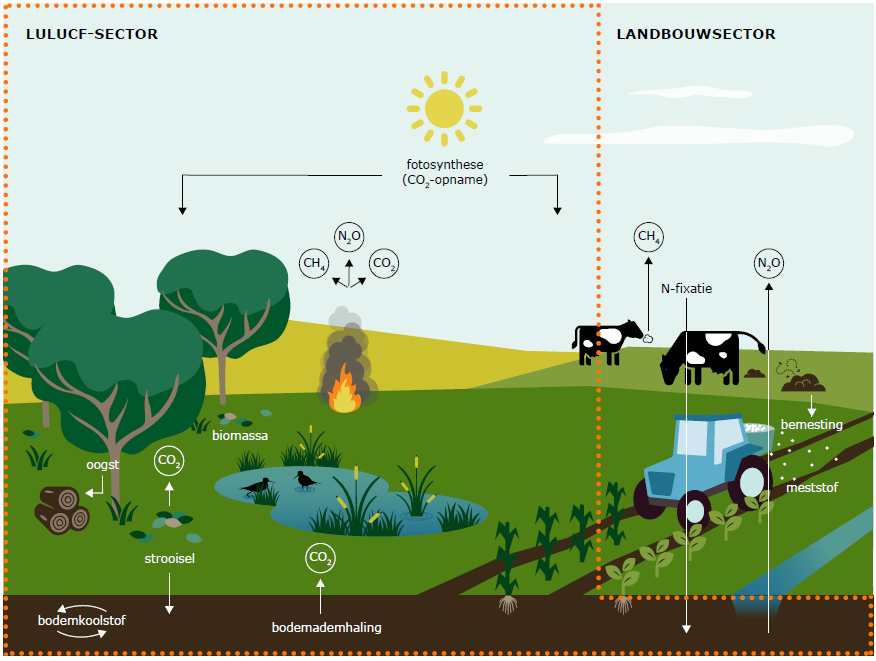 LULUCF-SECTOR
LANDBOUWSECTOR
fotosynthese
(CO₂-opname)
N₂O
CH₄
CO₂
CH₄
N₂O
N-fixatie
bemesting
biomassa
oogst
CO₂
meststof
strooisel
CO₂
bodemkoolstof
bodemademhaling